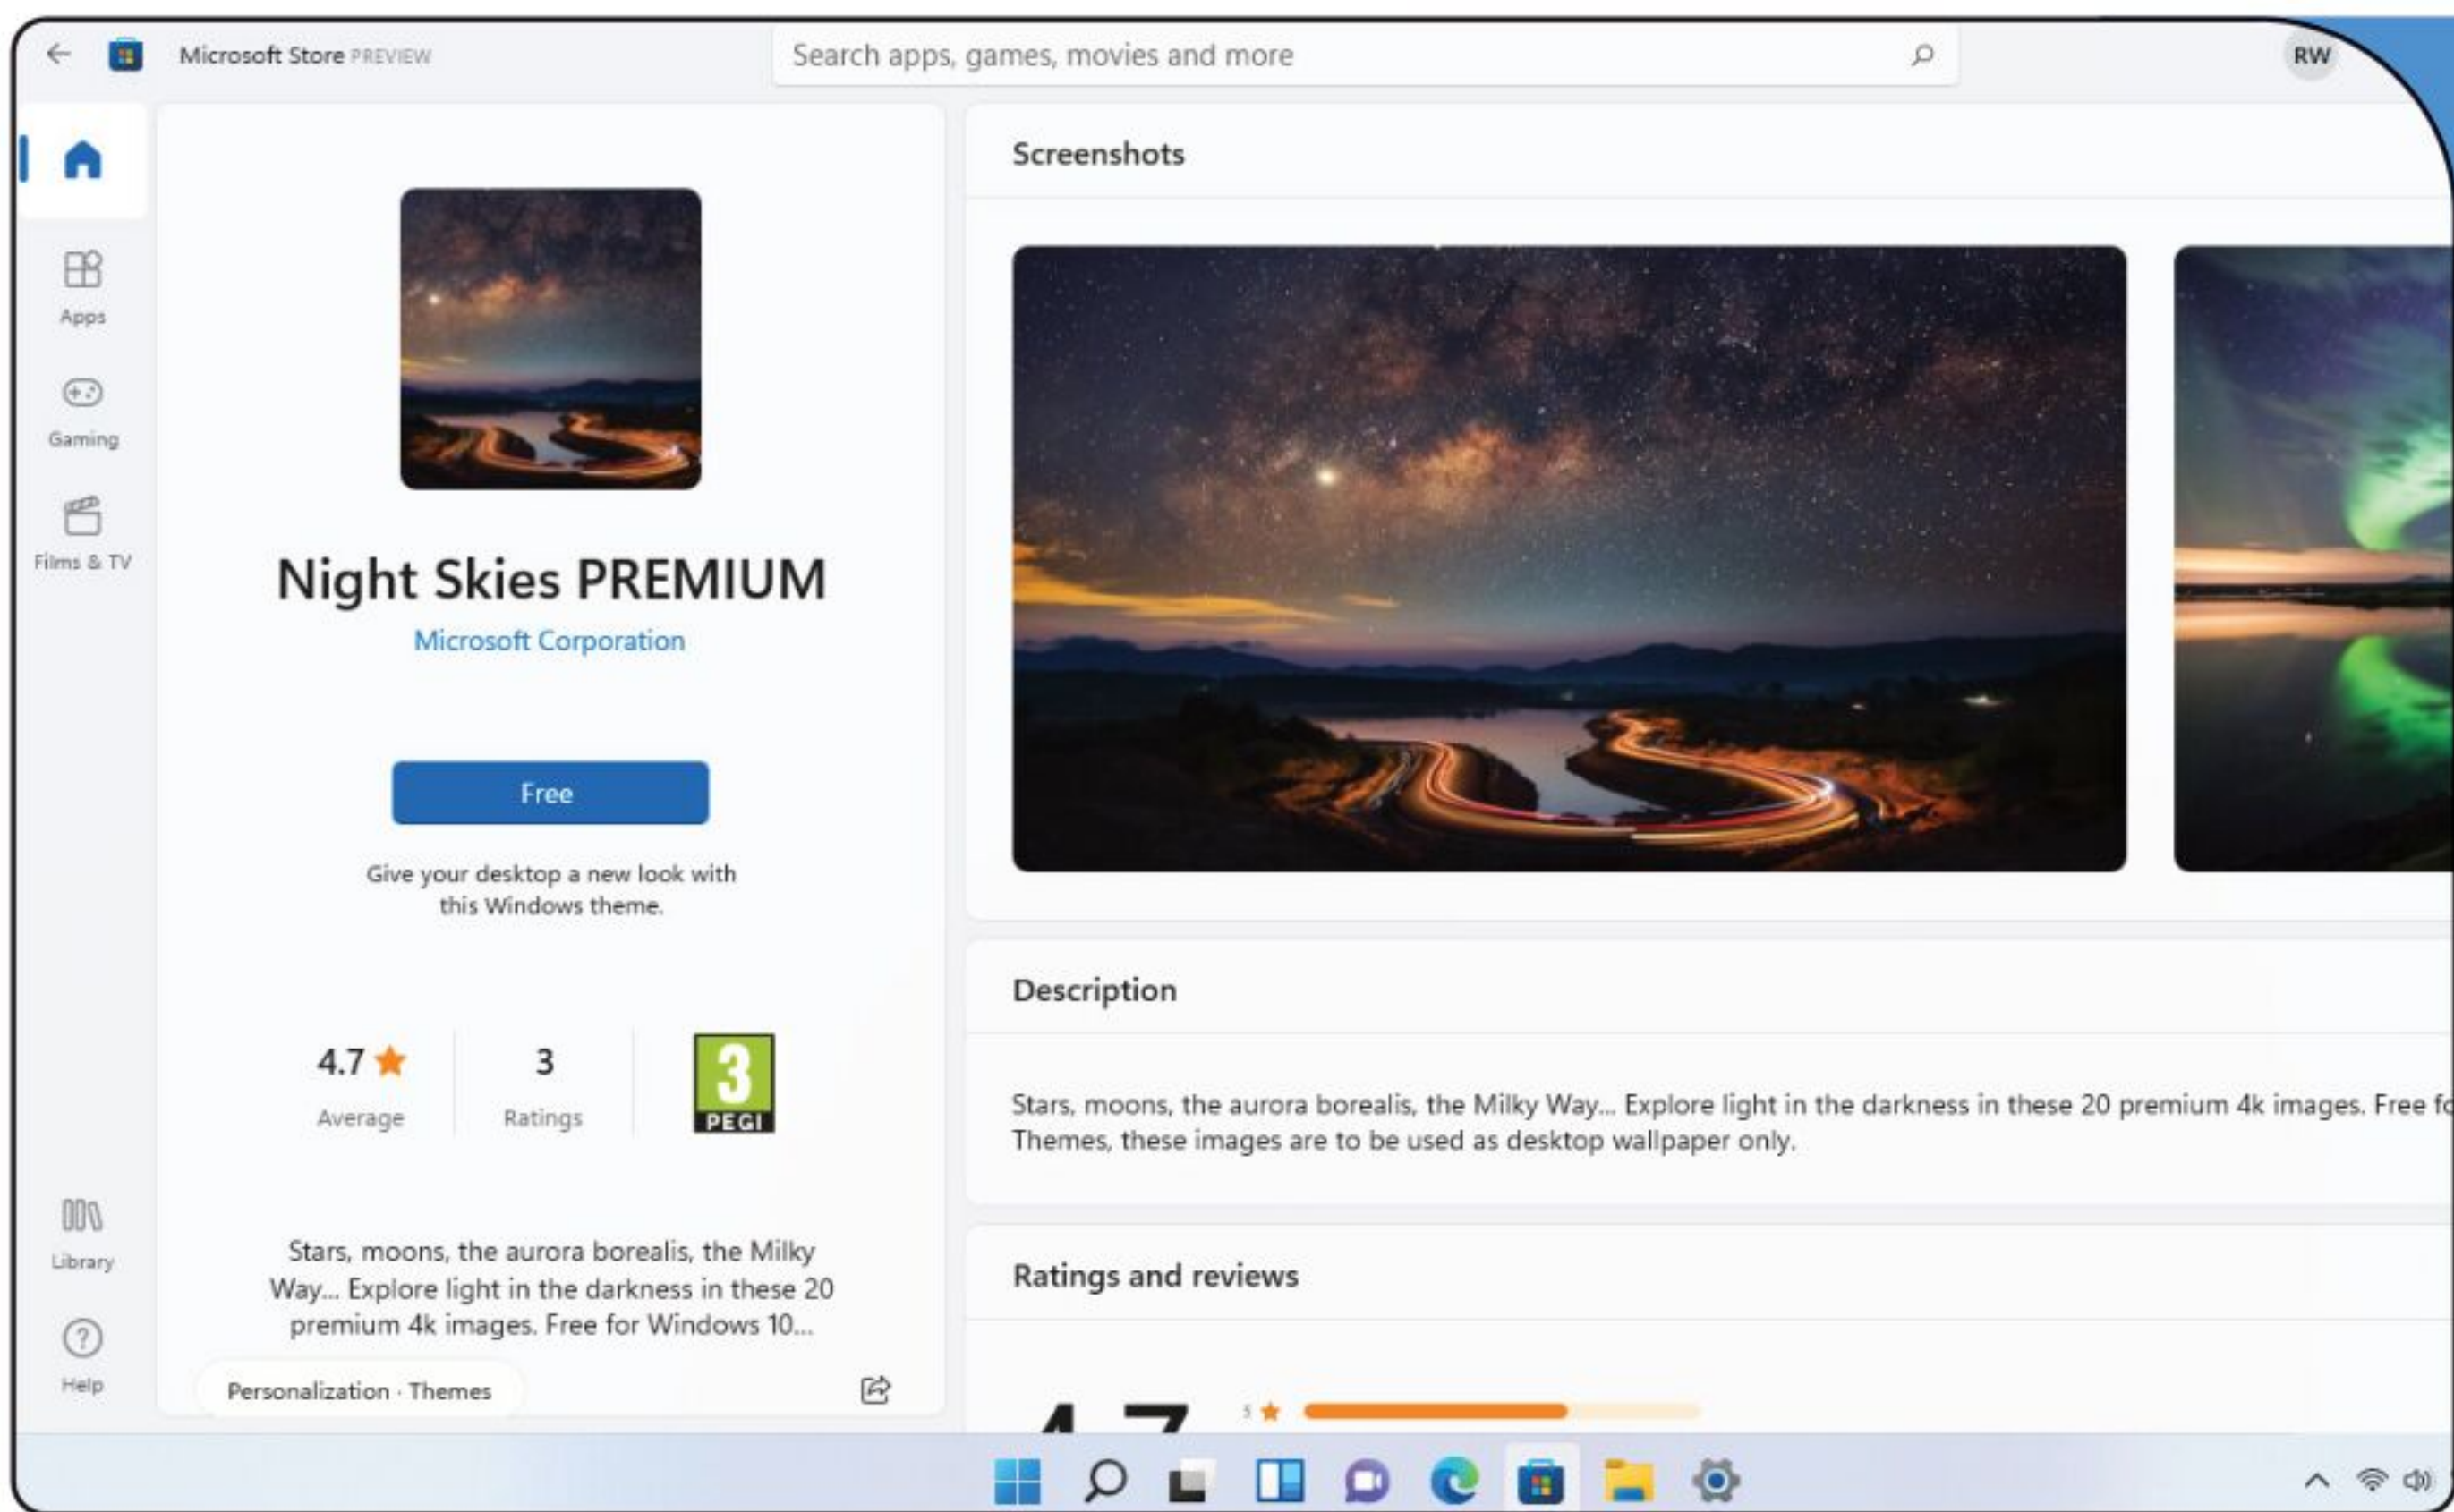 Microsoft Store PREVIEW
Search apps, games, movies and more
RW
Apps
Gaming
Films & TV
Library
Help
Night Skies PREMIUM
Microsoft Corporation
Free
Give your desktop a new look with
this Windows theme.
4.7
Average
3
Ratings
3
PEGI
Stars, moons, the aurora borealis, the Milky
Way... Explore light in the darkness in these 20
premium 4k images. Free for Windows 10...
Personalization · Themes
Screenshots
Description
Stars, moons, the aurora borealis, the Milky Way... Explore light in the darkness in these 20 premium 4k images. Free
Themes, these images are to be used as desktop wallpaper only.
Ratings and reviews
4.7
5